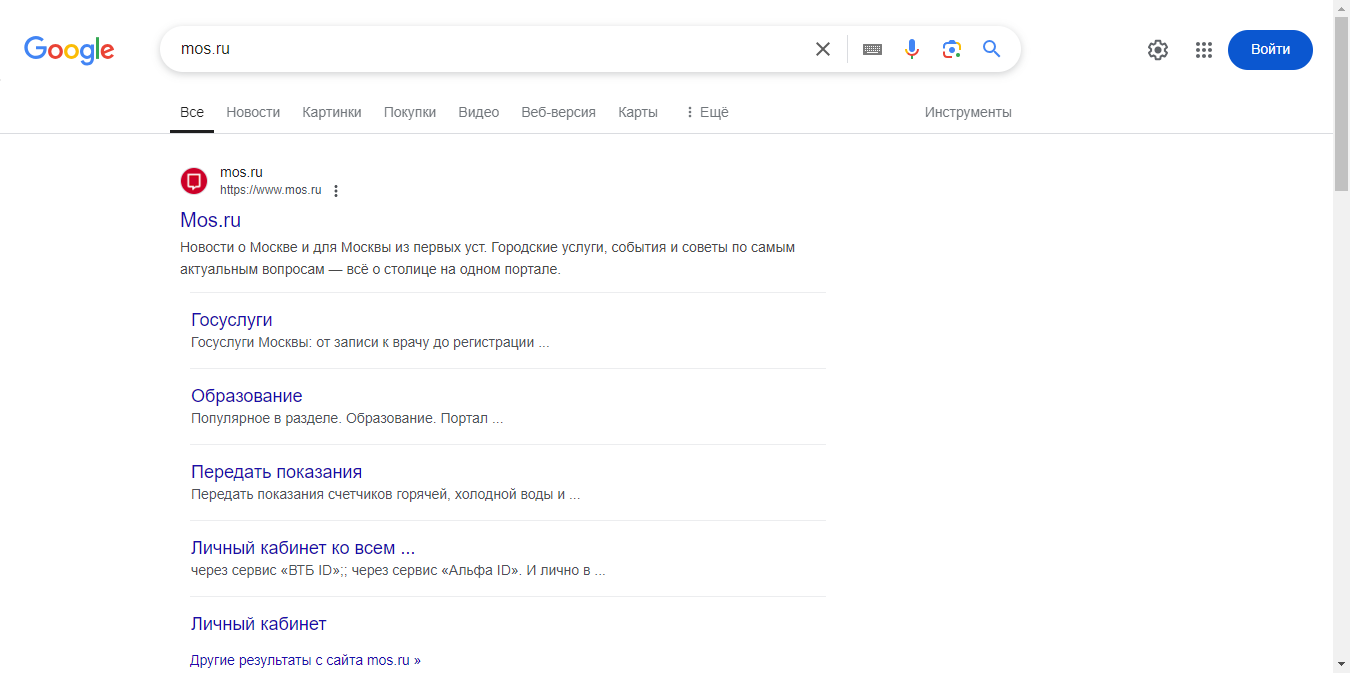 Google
mos.ru
Войти
Все Новости Картинки Покупки Видео Веб-версия Карты Ещё Инструменты
mos.ru
https://www.mos.ru
Mos.ru
Новости о Москве и для Москвы из первых уст. Городские услуги, события и советы по самым
актуальным вопросам — всё о столице на одном портале.
Госуслуги
Госуслуги Москвы: от записи к врачу до регистрации ...
Образование
Популярное в разделе. Образование. Портал ...
Передать показания
Передать показания счетчиков горячей, холодной воды и ...
Личный кабинет ко всем ...
через сервис «ВТБ ID»;; через сервис «Альфа ID». И лично в ...
Личный кабинет
Другие результаты с сайта mos.ru »